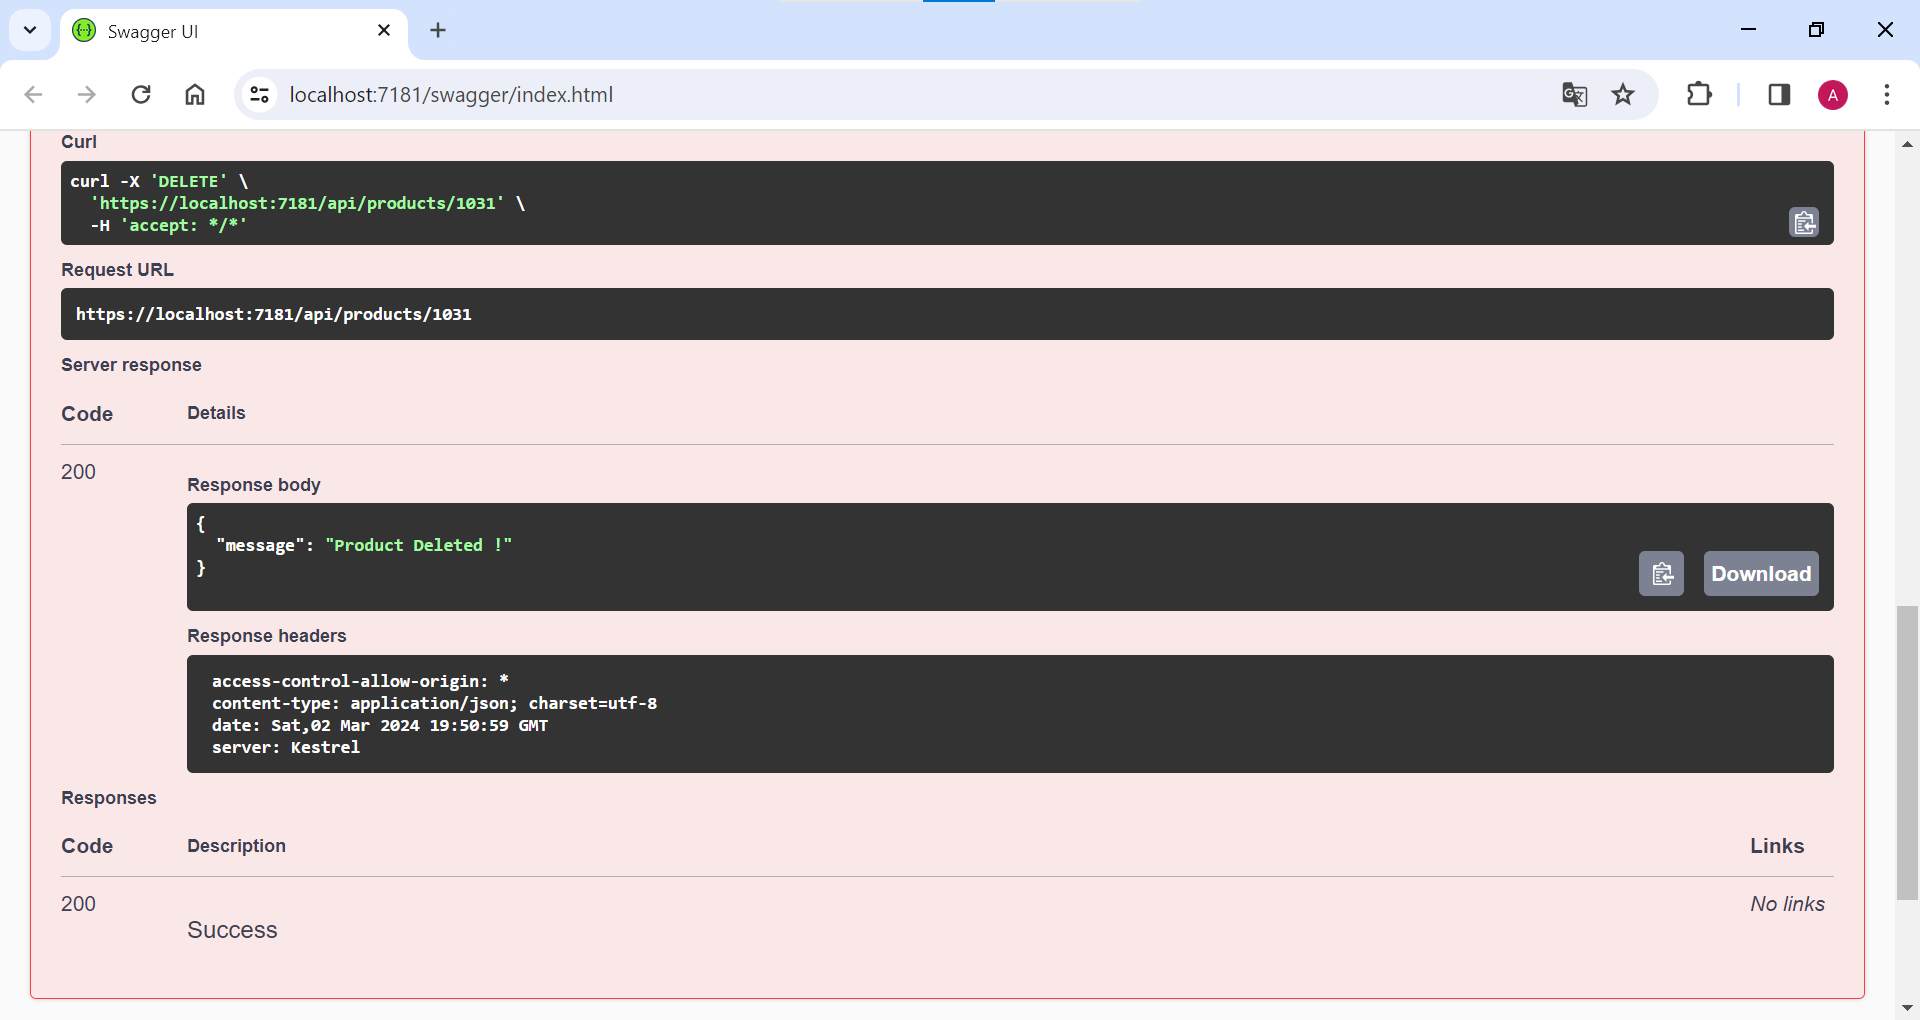 Swagger UI
localhost:7181/swagger/index.html
A
Curl
curl -X 'DELETE' \
'https://localhost:7181/api/products/1031' \
-H 'accept: */*'
Request URL
https://localhost:7181/api/products/1031
Server response
Code Details
200
Response body
{
"message": "Product Deleted !"
}
Download
Response headers
access-control-allow-origin: *
content-type: application/json; charset=utf-8
date: Sat,02 Mar 2024 19:50:59 GMT
server: Kestrel
Responses
Code Description Links
200 No links
Success